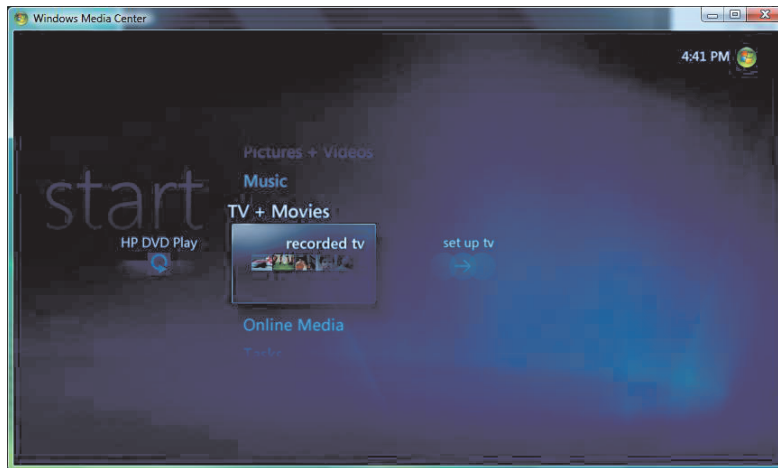 Windows Media Center
4:41 PM
Pictures + Videos
Music
start
TV + Movies
HP DVD Play
recorded tv
set up tv
Online Media
Tasks